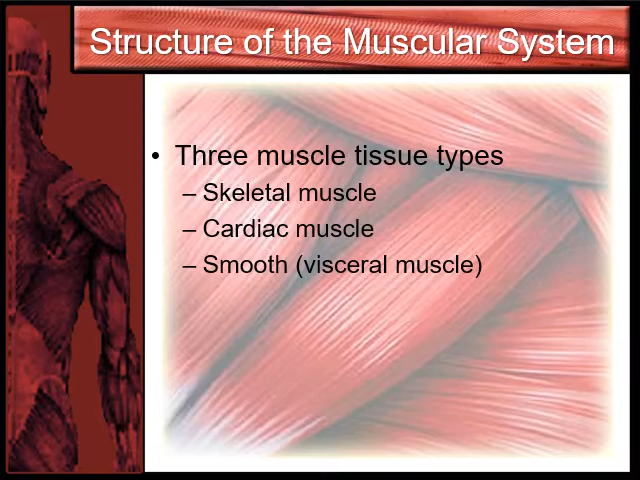 Structure of the Muscular System
• Three muscle tissue types
– Skeletal muscle
– Cardiac muscle
– Smooth (visceral muscle)